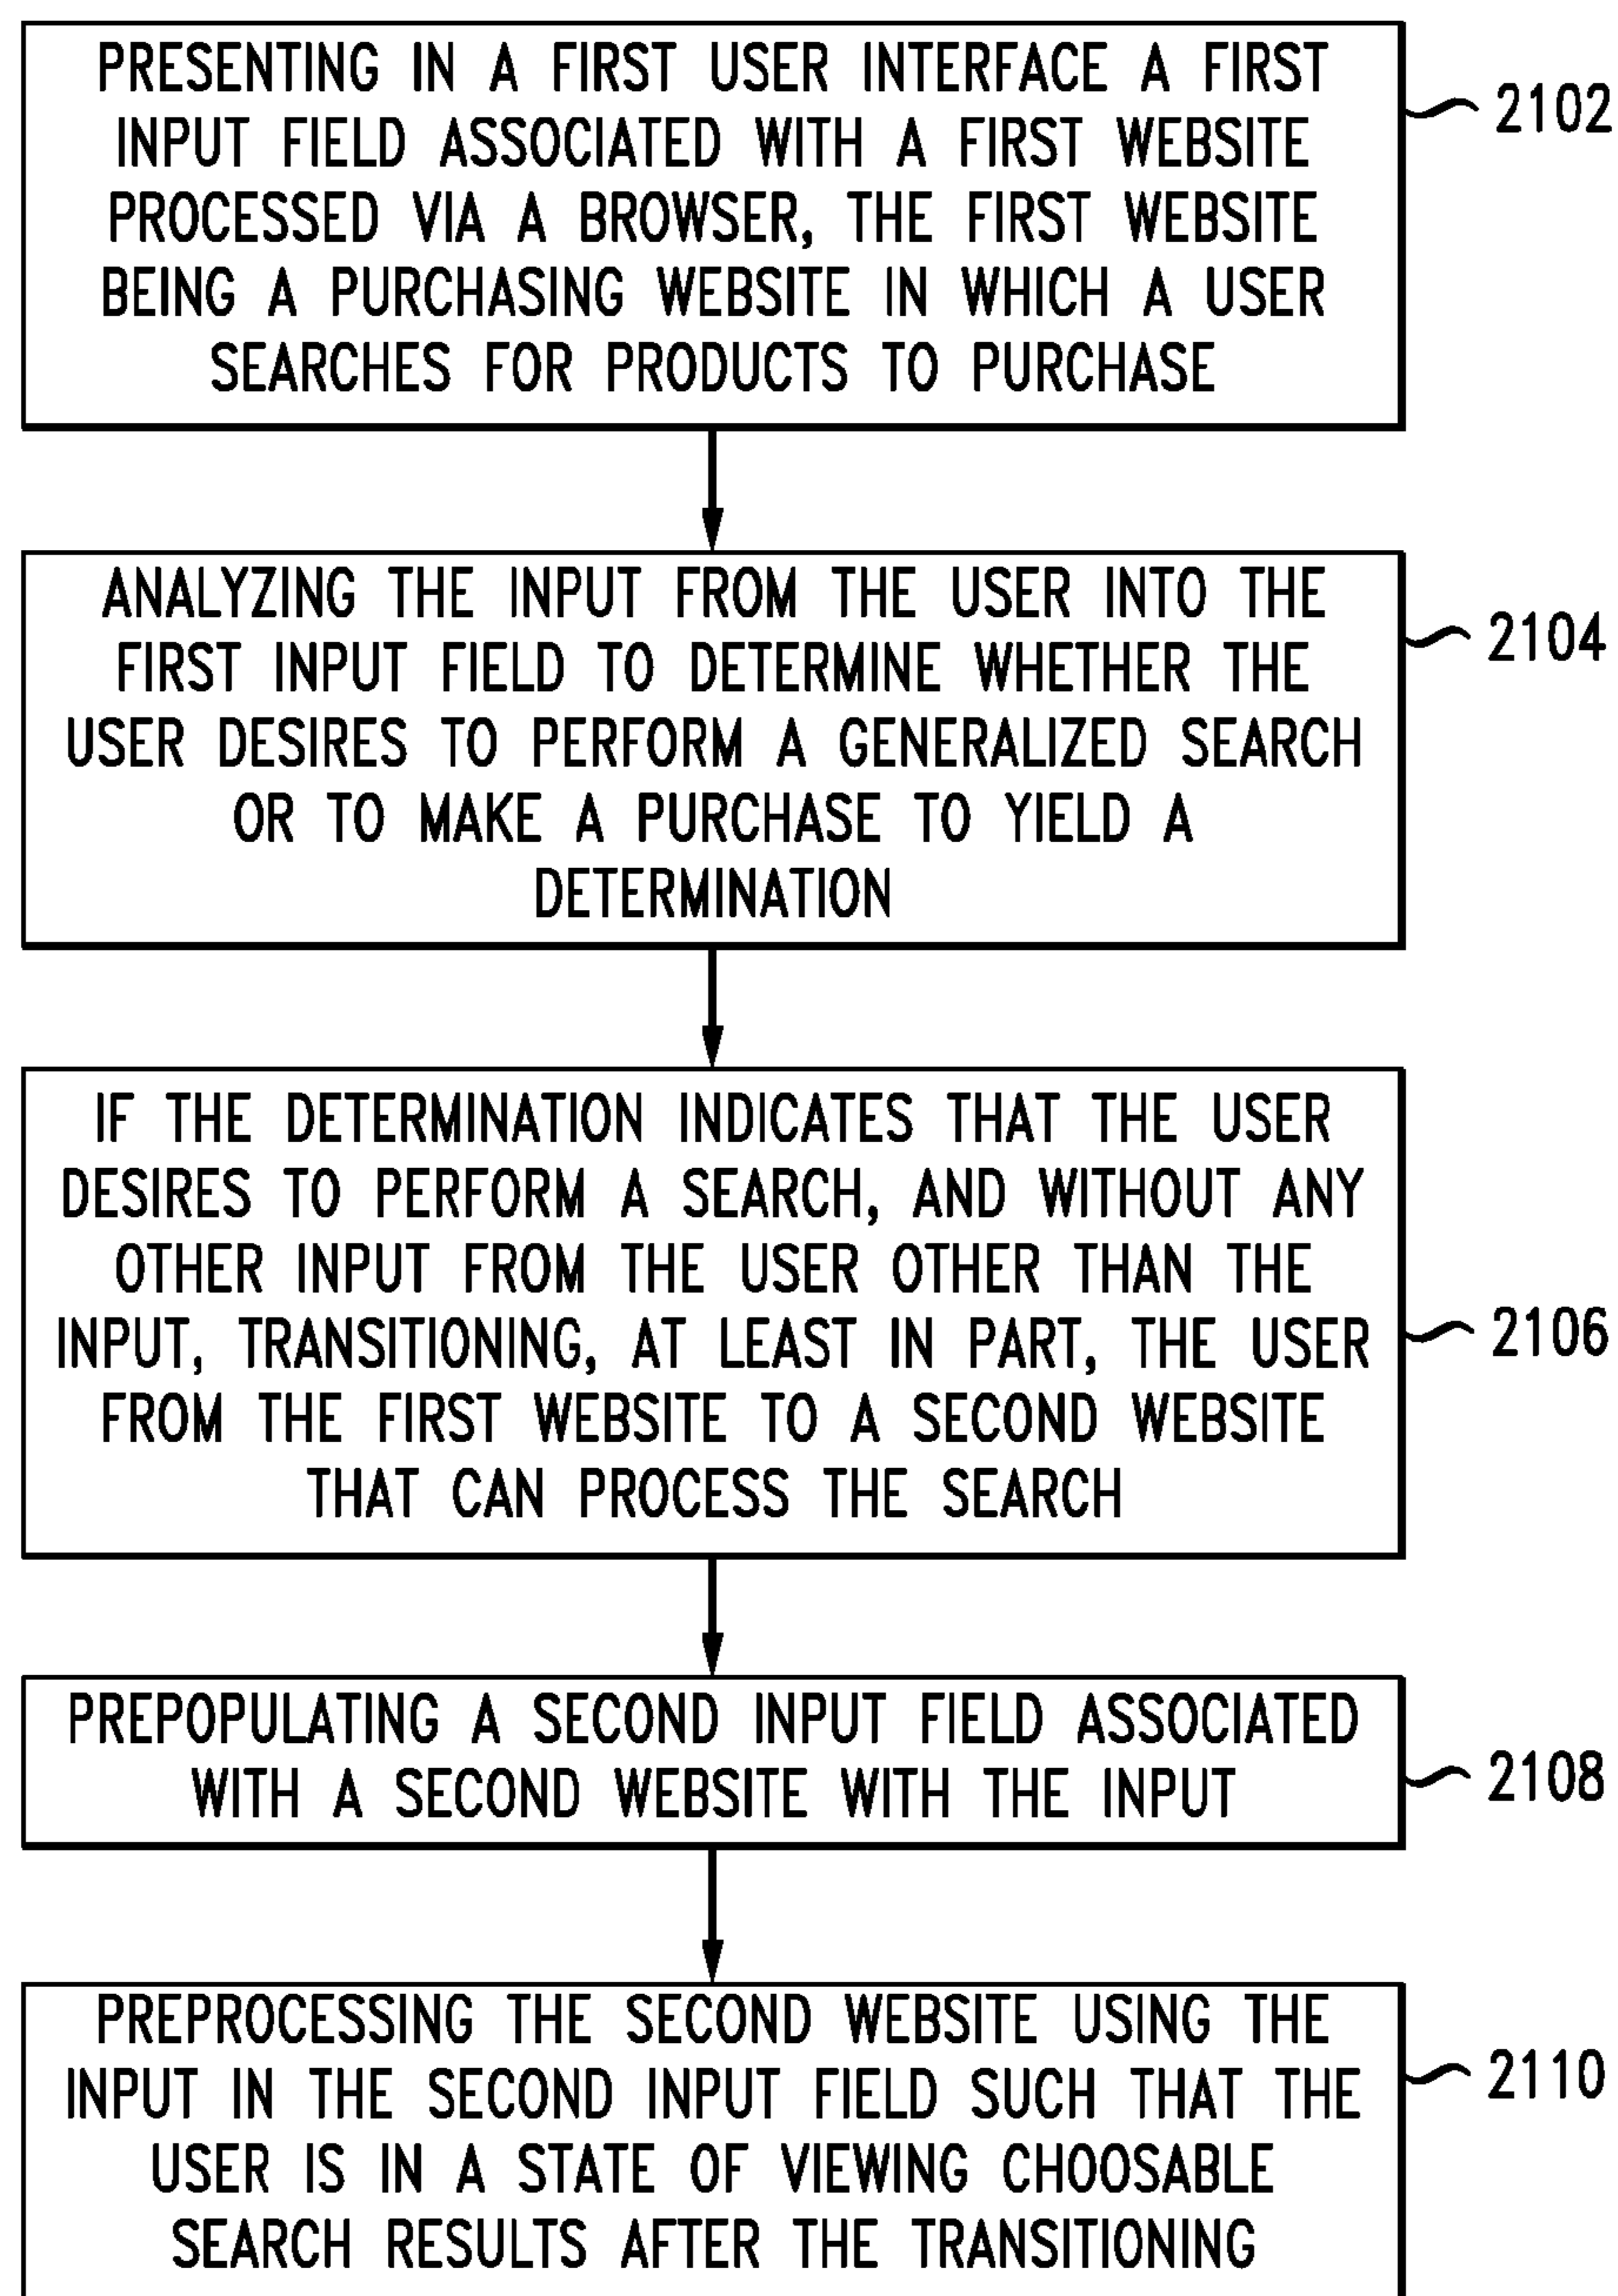 PRESENTING IN A FIRST USER INTERFACE A FIRST
INPUT FIELD ASSOCIATED WITH A FIRST WEBSITE
PROCESSED VIA A BROWSER, THE FIRST WEBSITE
BEING A PURCHASING WEBSITE IN WHICH A USER
SEARCHES FOR PRODUCTS TO PURCHASE
2102
ANALYZING THE INPUT FROM THE USER INTO THE
FIRST INPUT FIELD TO DETERMINE WHETHER THE
USER DESIRES TO PERFORM A GENERALIZED SEARCH
OR TO MAKE A PURCHASE TO YIELD A
DETERMINATION
2104
IF THE DETERMINATION INDICATES THAT THE USER
DESIRES TO PERFORM A SEARCH, AND WITHOUT ANY
OTHER INPUT FROM THE USER OTHER THAN THE
INPUT, TRANSITIONING, AT LEAST IN PART, THE USER
FROM THE FIRST WEBSITE TO A SECOND WEBSITE
THAT CAN PROCESS THE SEARCH
2106
PREPOPULATING A SECOND INPUT FIELD ASSOCIATED
WITH A SECOND WEBSITE WITH THE INPUT
2108
PREPROCESSING THE SECOND WEBSITE USING THE
INPUT IN THE SECOND INPUT FIELD SUCH THAT THE
USER IS IN A STATE OF VIEWING CHOOSABLE
SEARCH RESULTS AFTER THE TRANSITIONING
2110